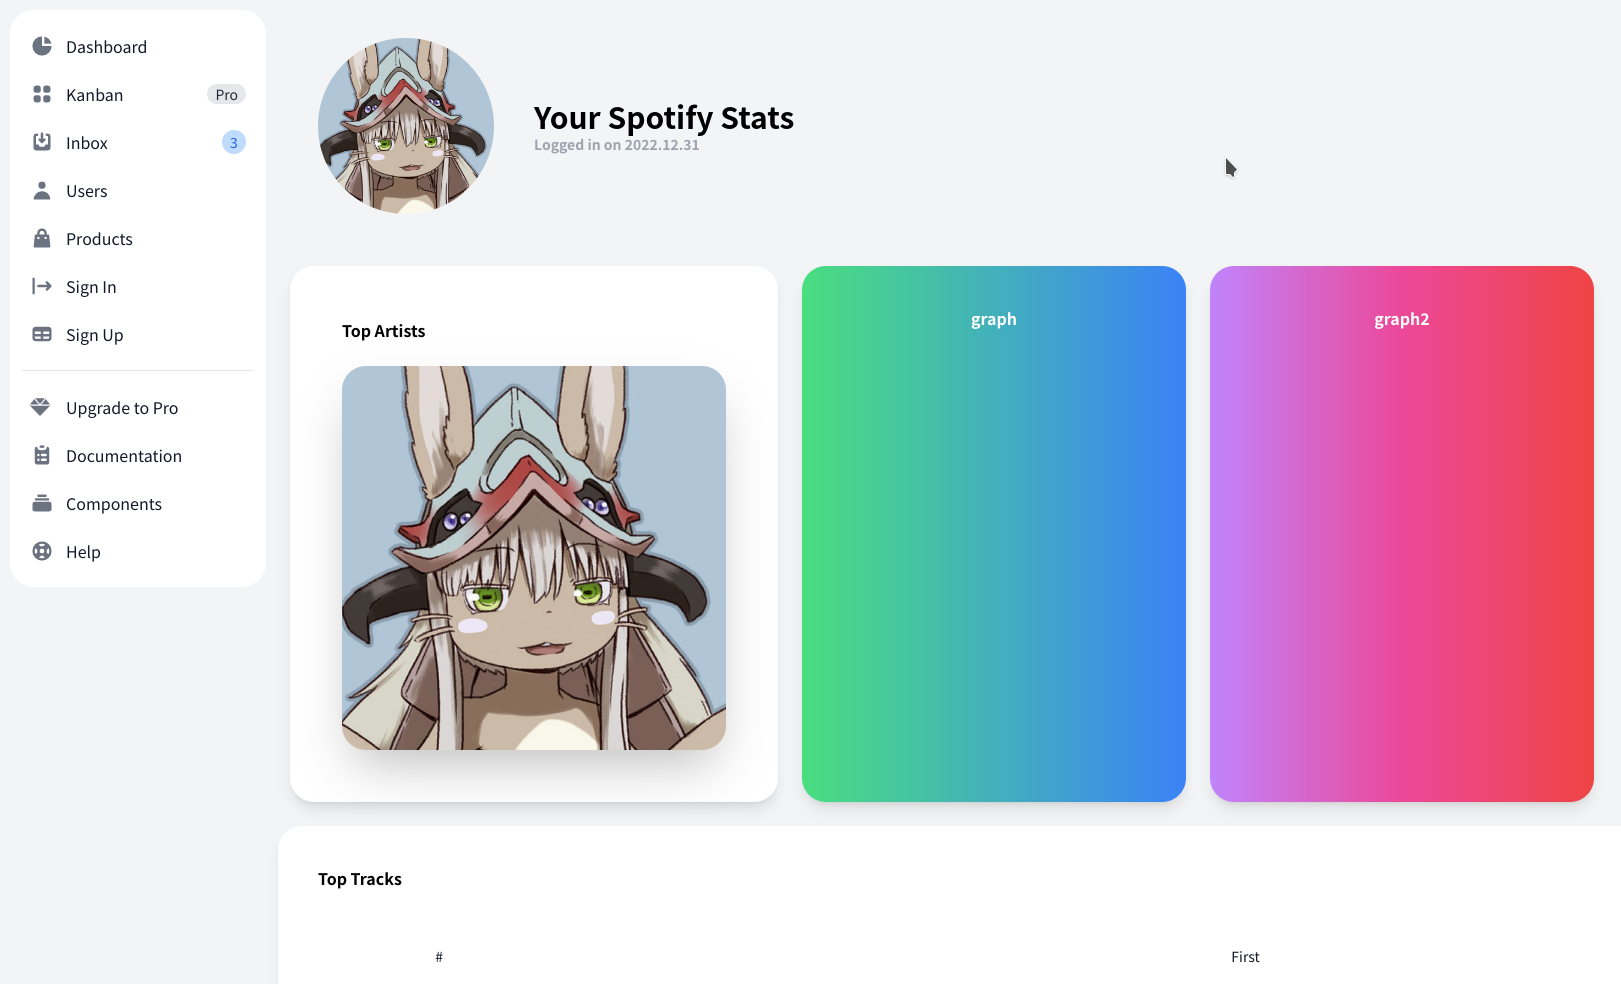 Dashboard
Kanban
Pro
Inbox
3
Users
Products
Sign In
Sign Up
Upgrade to Pro
Documentation
Components
Help
Your Spotify Stats
Logged in on 2022.12.31
Top Artists
graph
graph2
Top Tracks
# First